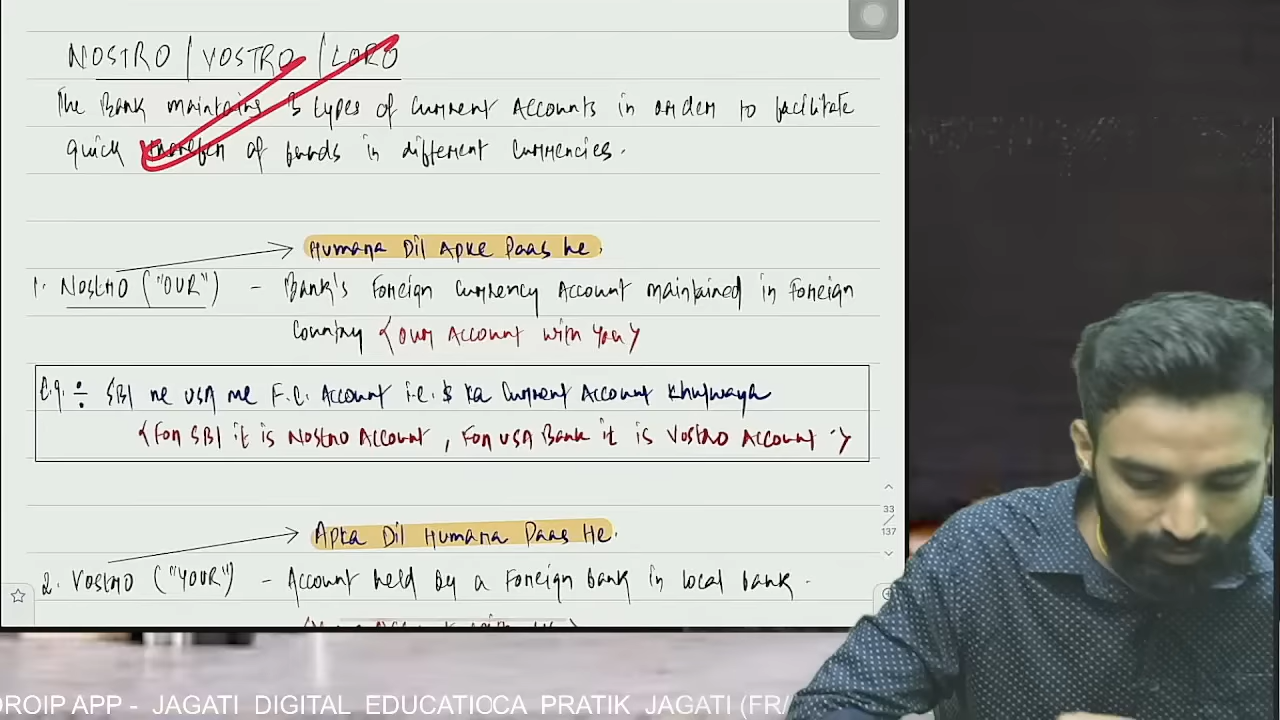 NOSTRO / VOSTRO / LORO
The Bank maintains 3 types of Current Accounts in order to facilitate
quick transfer of funds in different currencies.
Humara Dil Apke Paas he.
1. Nostro ("OUR") - Bank's Foreign Currency Account maintained in Foreign
Country <our Account with you>
E.g. ÷ SBI ne USA me F.C. Account i.e. $ ka Current Account khulwaya
<For SBI it is Nostro Account, For USA Bank it is Vostro Account.>
33
137
Apka Dil Humara Paas He.
2. Vostro ("YOUR") - Account held by a Foreign bank in local bank.
DROIP APP - JAGATI DIGITAL EDUCATIOCA PRATIK JAGATI (FRA